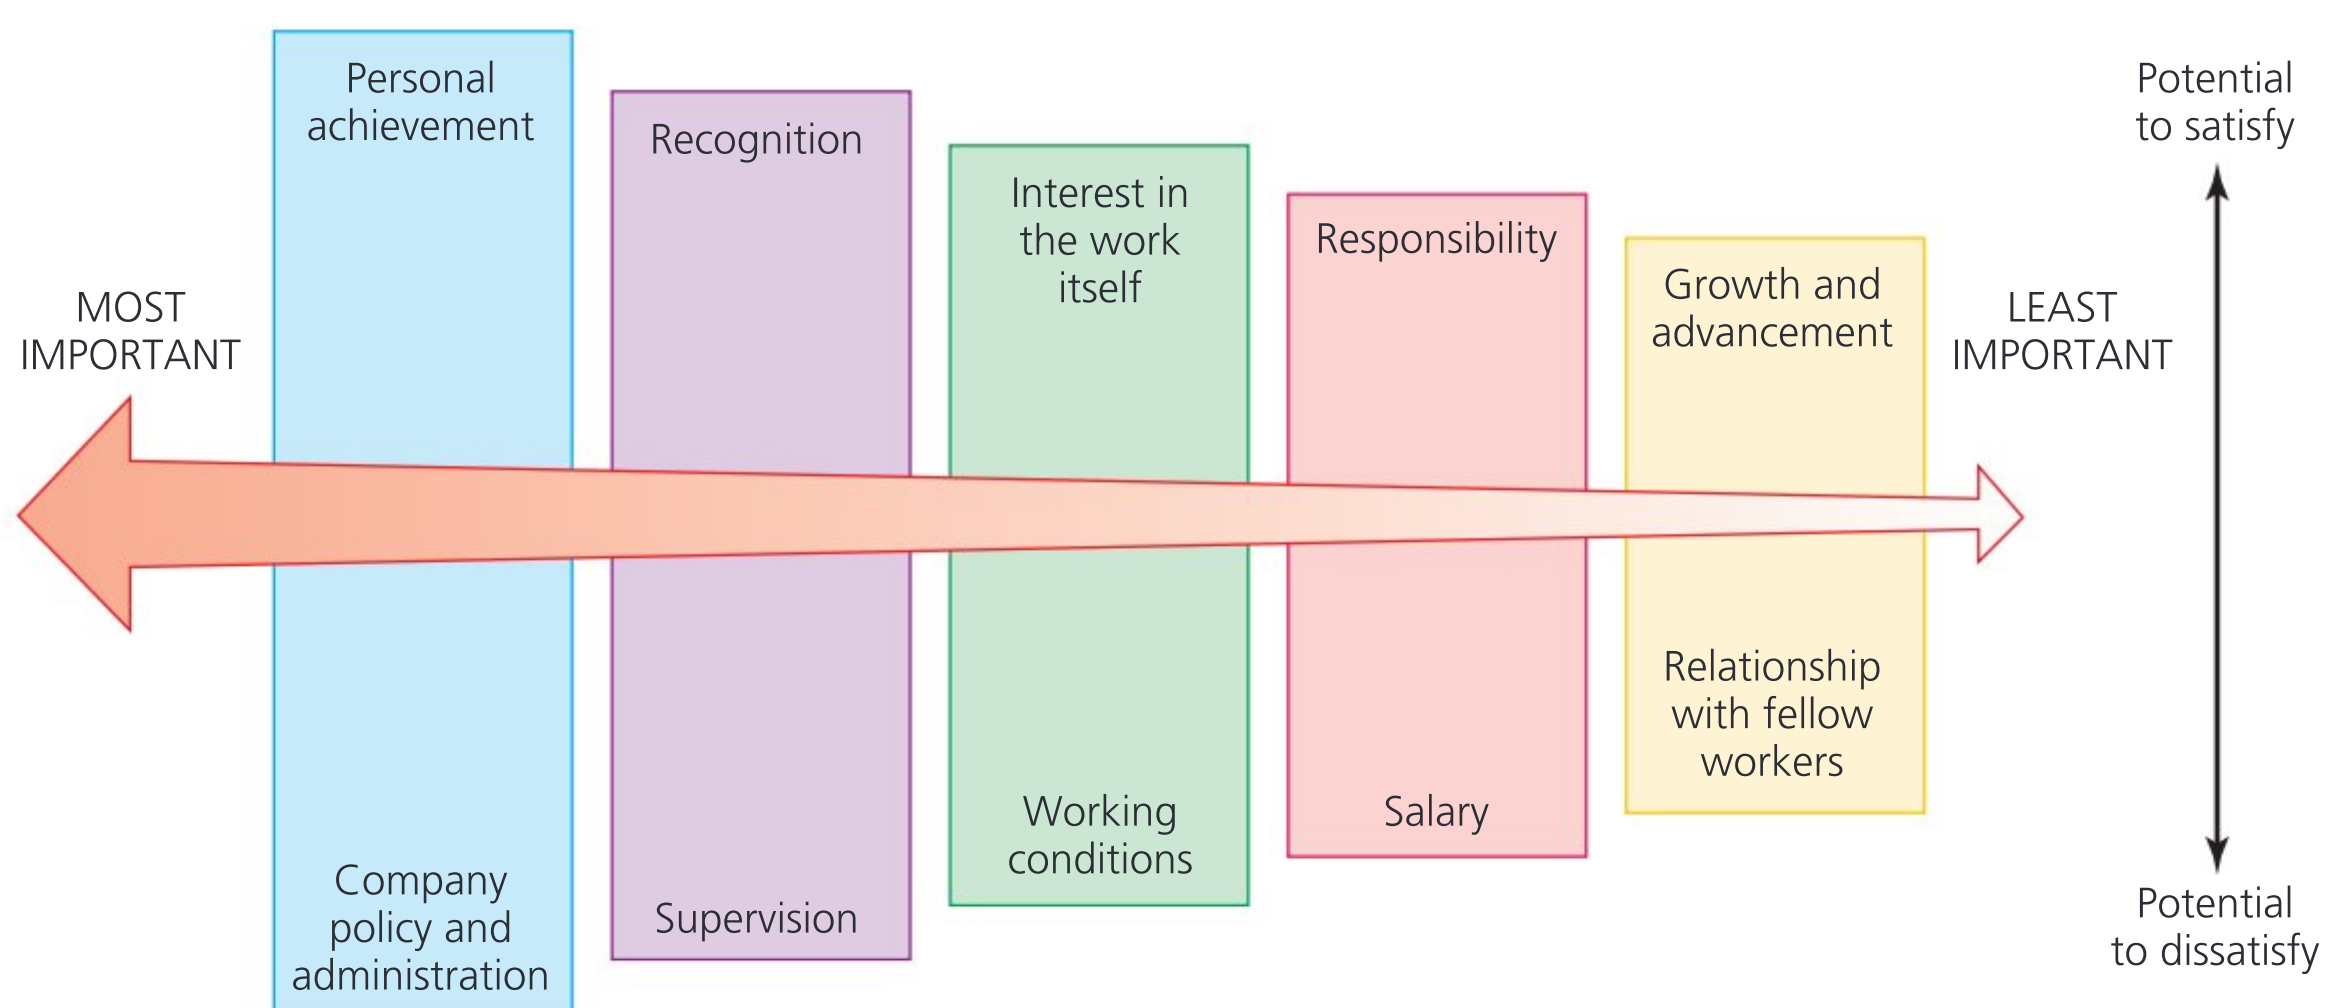 Personal
achievement
Recognition
Interest in
the work
itself
Responsibility
Growth and
advancement
Potential
to satisfy
MOST
IMPORTANT
LEAST
IMPORTANT
Company
policy and
administration
Supervision
Working
conditions
Salary
Relationship
with fellow
workers
Potential
to dissatisfy